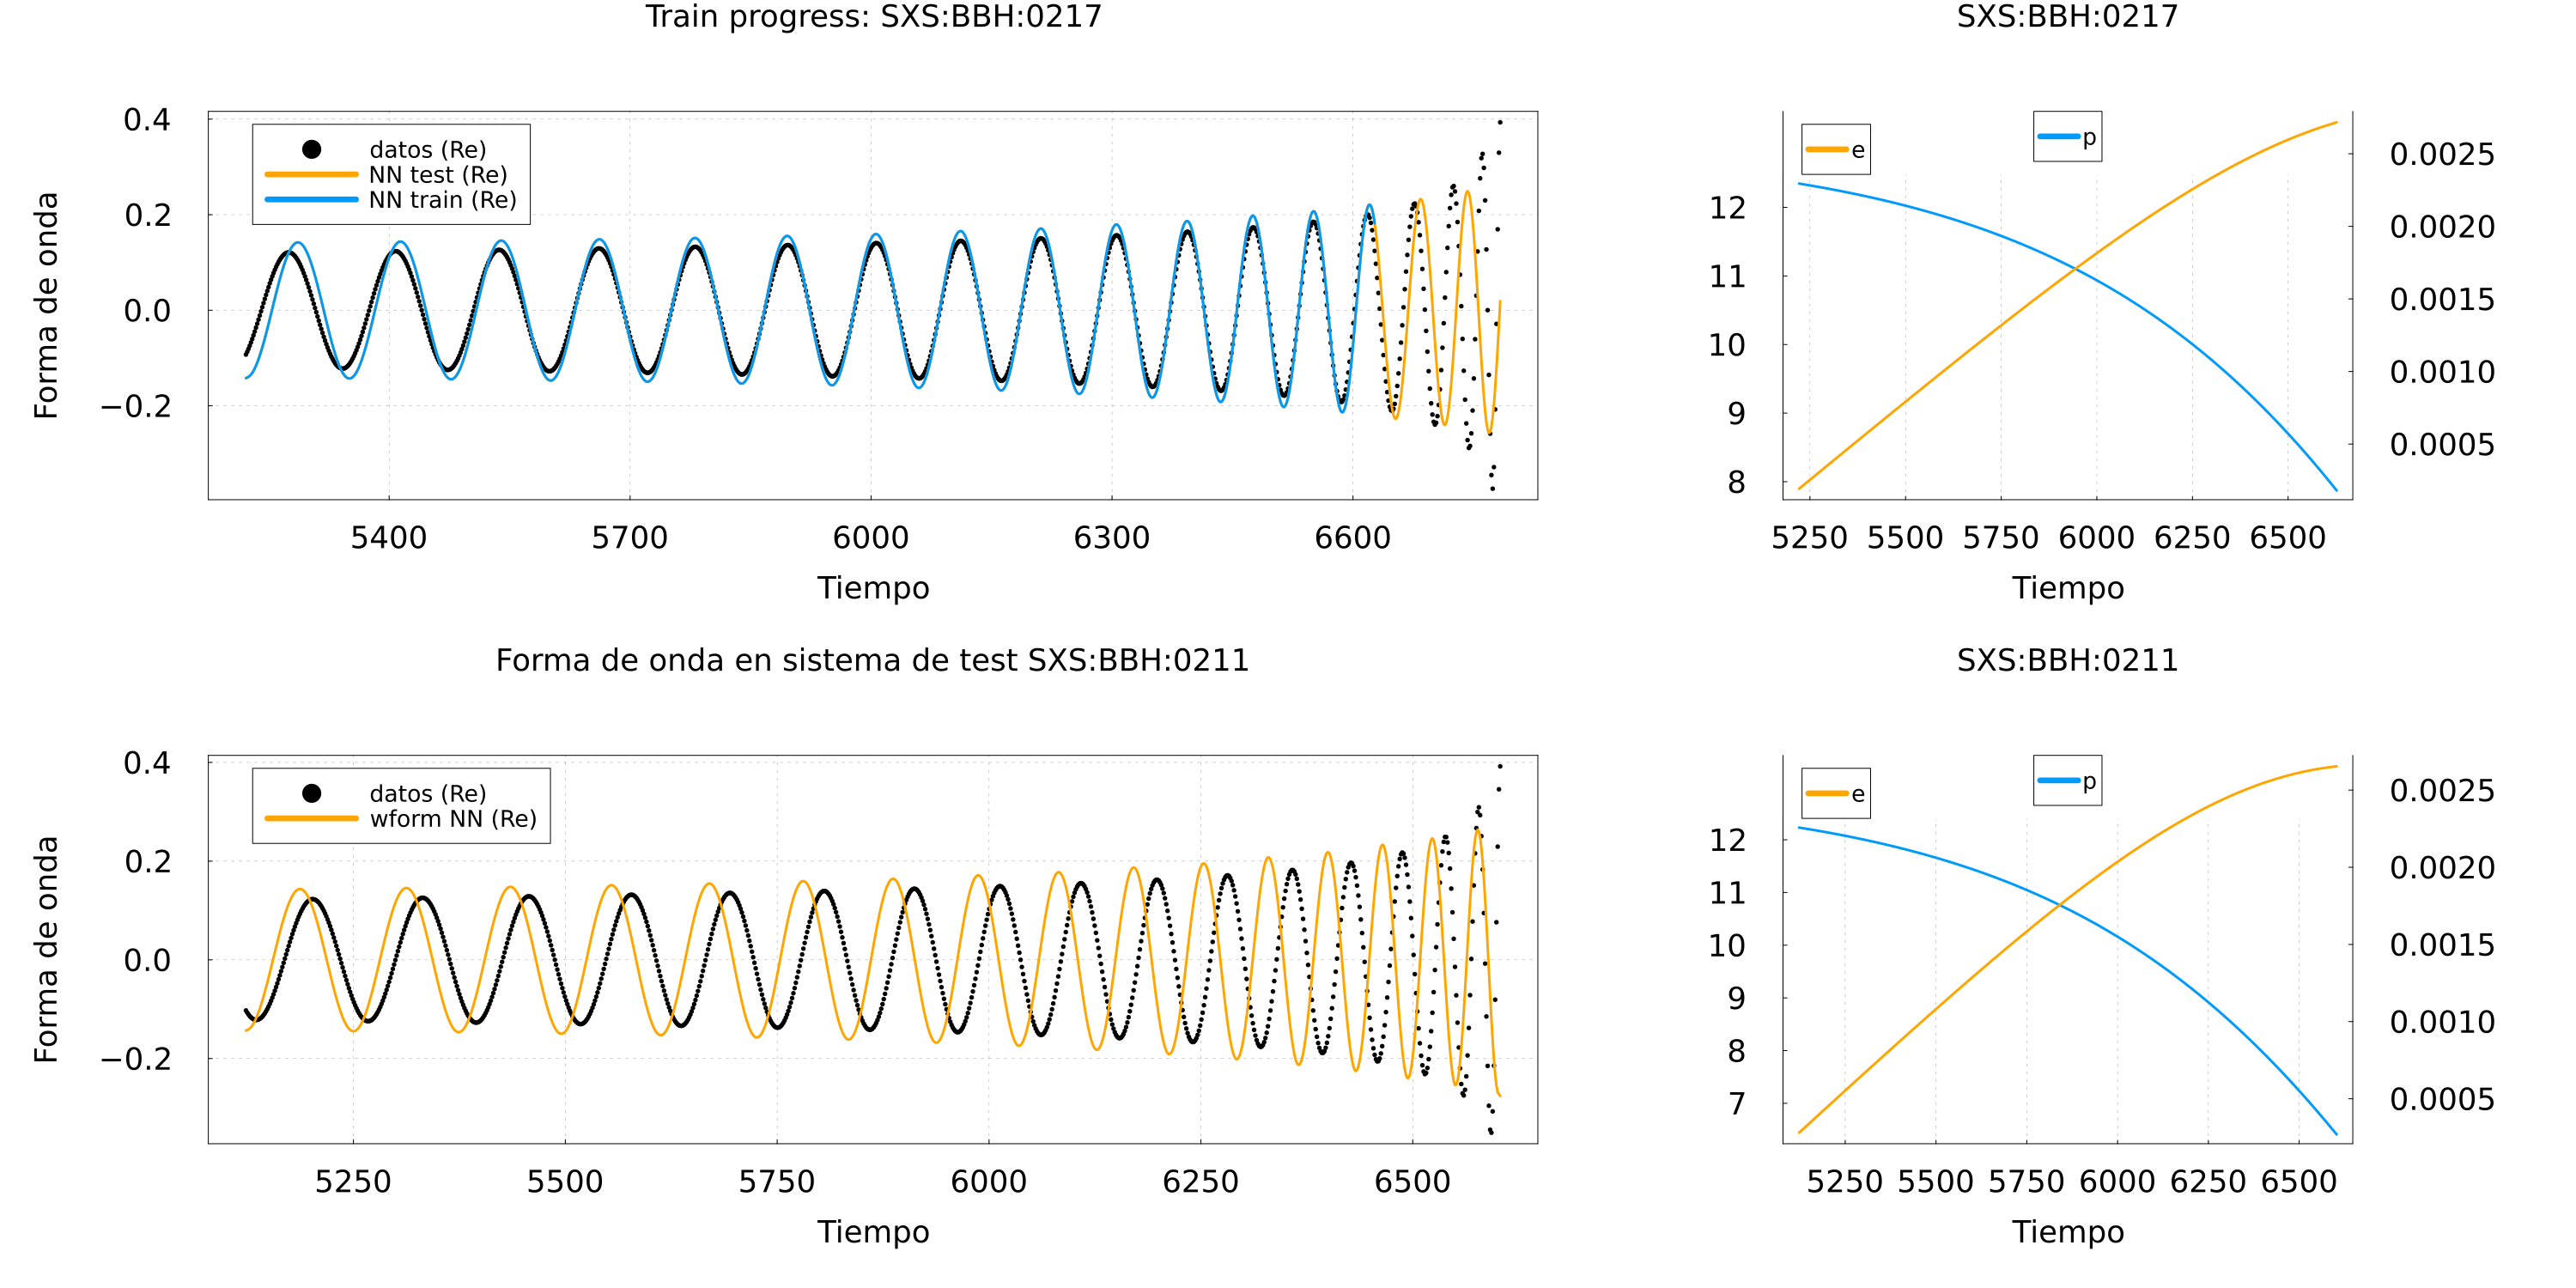 Train progress: SXS:BBH:0217
SXS:BBH:0217
0.4
0.2
0.0
−0.2
Forma de onda
datos (Re)
NN test (Re)
NN train (Re)
5400 5700 6000 6300 6600
Tiempo
e
p
12
11
10
9
8
0.0025
0.0020
0.0015
0.0010
0.0005
5250 5500 5750 6000 6250 6500
Tiempo
Forma de onda en sistema de test SXS:BBH:0211
SXS:BBH:0211
0.4
0.2
0.0
−0.2
Forma de onda
datos (Re)
wform NN (Re)
5250 5500 5750 6000 6250 6500
Tiempo
e
p
12
11
10
9
8
7
0.0025
0.0020
0.0015
0.0010
0.0005
5250 5500 5750 6000 6250 6500
Tiempo